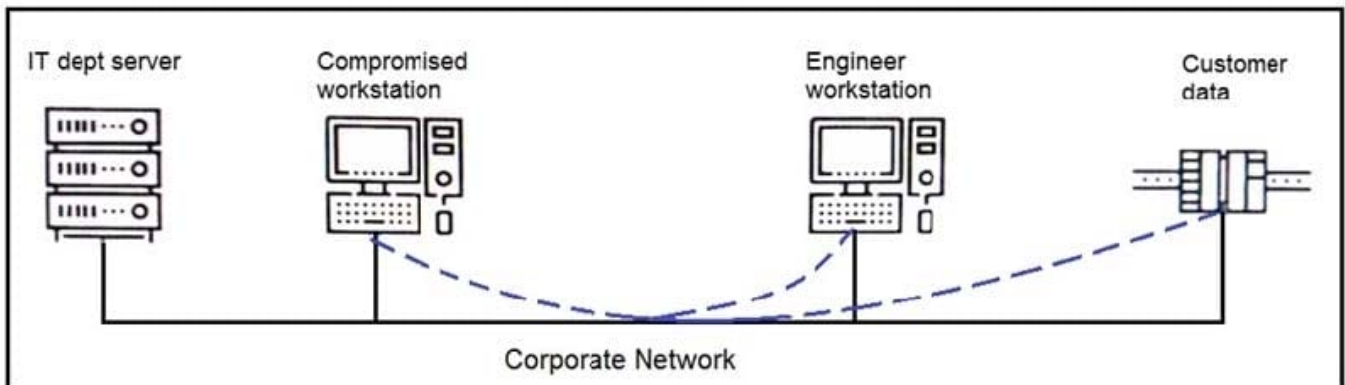 IT dept server
Compromised
workstation
Engineer
workstation
Customer
data
Corporate Network